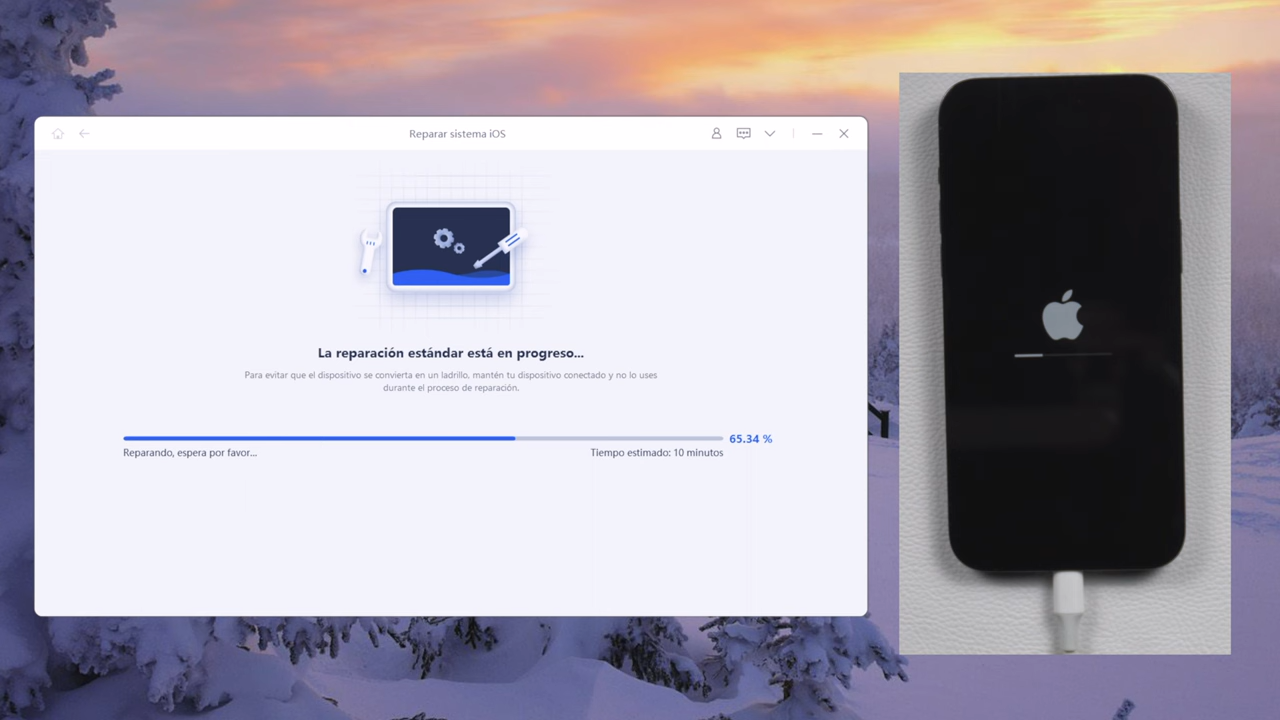 Reparar sistema iOS
La reparación estándar está en progreso...
Para evitar que el dispositivo se convierta en un ladrillo, mantén tu dispositivo conectado y no lo uses
durante el proceso de reparación.
65.34 %
Reparando, espera por favor...
Tiempo estimado: 10 minutos